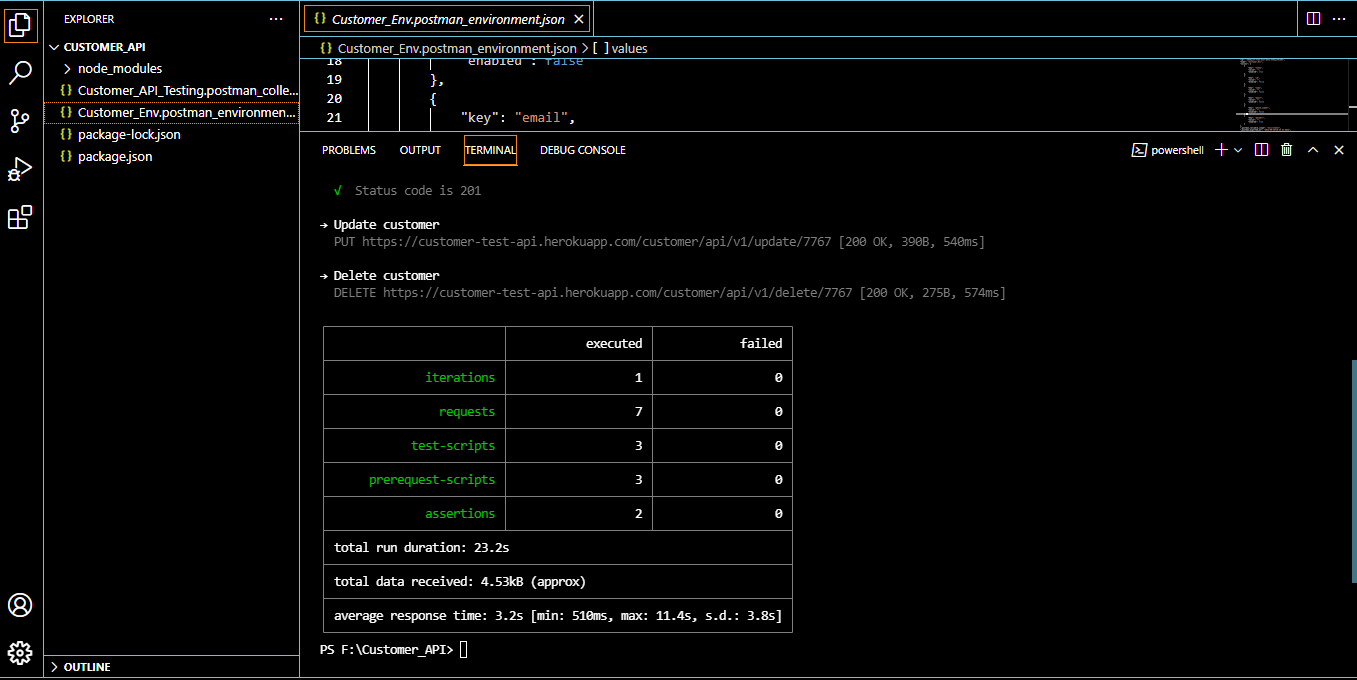 EXPLORER
CUSTOMER_API
node_modules
{} Customer_API_Testing.postman_colle...
{} Customer_Env.postman_environmen...
{} package-lock.json
{} package.json
OUTLINE
{} Customer_Env.postman_environment.json
{} Customer_Env.postman_environment.json > [ ] values
18 "enabled": false
19 },
20 {
21 "key": "email",
PROBLEMS OUTPUT TERMINAL DEBUG CONSOLE powershell
√ Status code is 201
→ Update customer
PUT https://customer-test-api.herokuapp.com/customer/api/v1/update/7767 [200 OK, 390B, 540ms]
→ Delete customer
DELETE https://customer-test-api.herokuapp.com/customer/api/v1/delete/7767 [200 OK, 275B, 574ms]
executed failed
iterations 1 0
requests 7 0
test-scripts 3 0
prerequest-scripts 3 0
assertions 2 0
total run duration: 23.2s
total data received: 4.53kB (approx)
average response time: 3.2s [min: 510ms, max: 11.4s, s.d.: 3.8s]
PS F:\Customer_API>